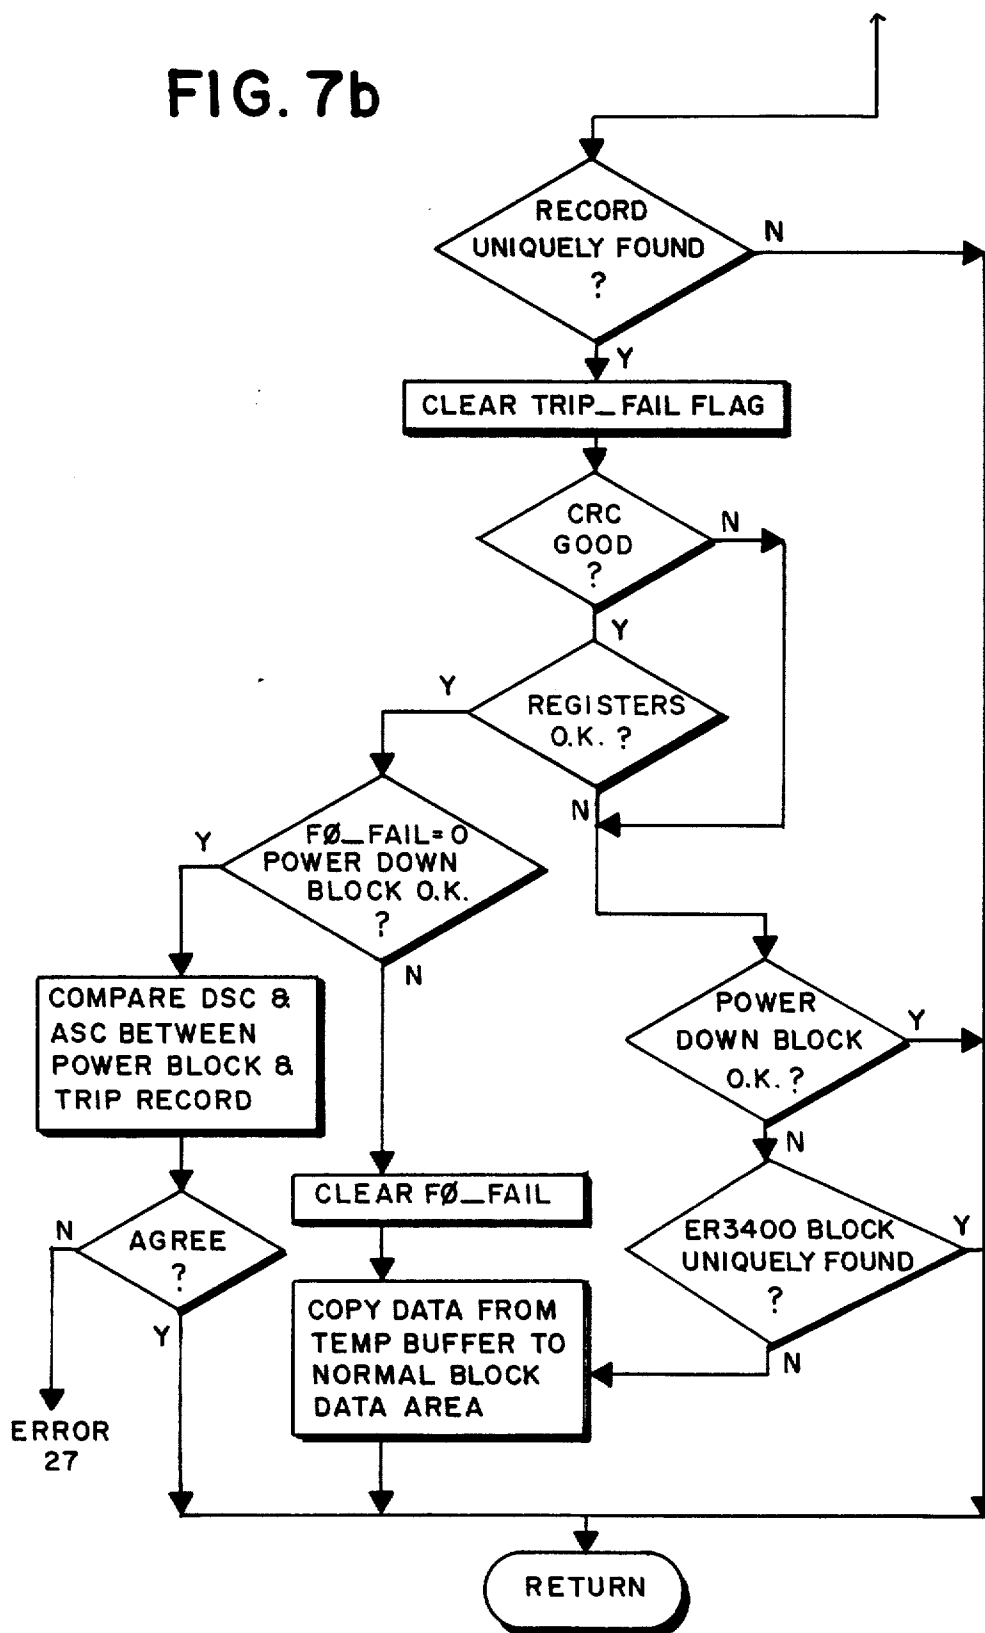 FIG. 7b
RECORD
UNIQUELY FOUND
?
N
Y
CLEAR TRIP_FAIL FLAG
CRC
GOOD
?
N
Y
REGISTERS
O.K. ?
Y
N
FØ_FAIL=0
POWER DOWN
BLOCK O.K.
?
Y
N
COMPARE DSC &
ASC BETWEEN
POWER BLOCK &
TRIP RECORD
POWER
DOWN BLOCK
O.K. ?
Y
N
CLEAR FØ_FAIL
AGREE
?
N
Y
ER3400 BLOCK
UNIQUELY FOUND
?
Y
N
COPY DATA FROM
TEMP BUFFER TO
NORMAL BLOCK
DATA AREA
ERROR
27
RETURN